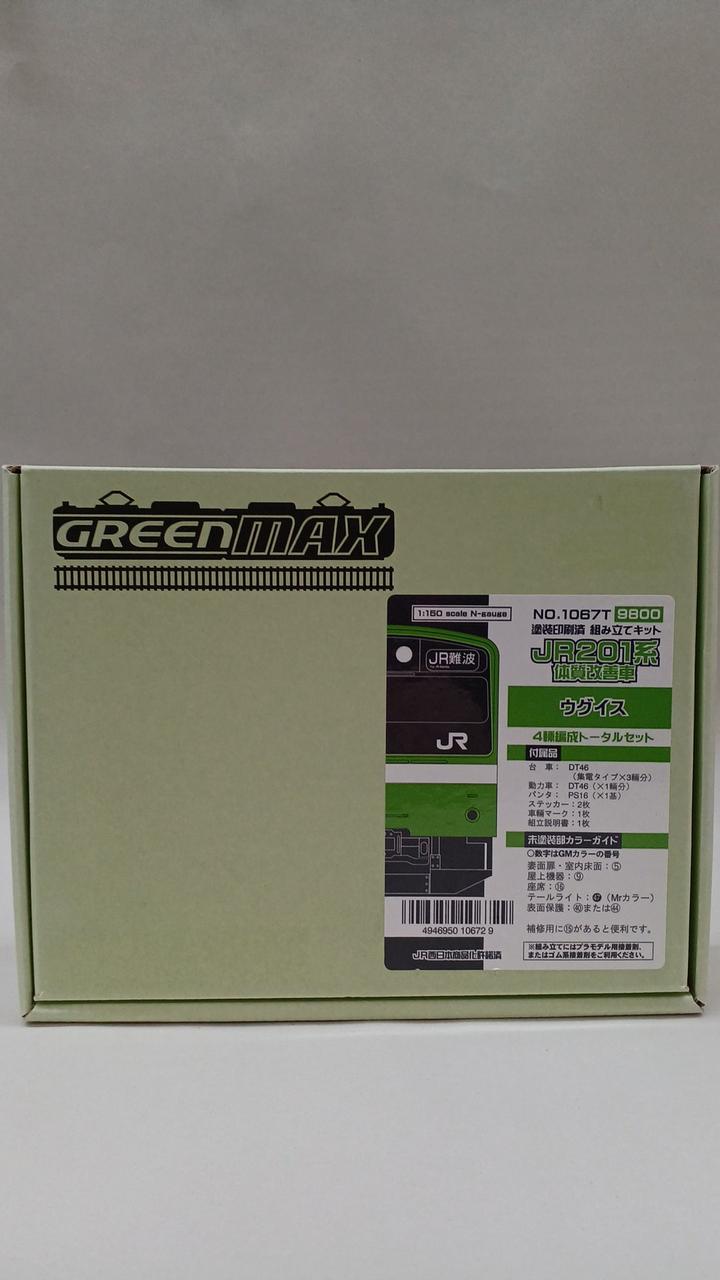 GREENMAX
1:150 scale N-gauge
NO.1067T 9800
塗装印刷済 組み立てキット
JR201系
体質改善車
ウグイス
4輌編成トータルセット
付属品
台 車： DT46
（集電タイプ×3輌分）
動力車： DT46（×1輌分）
パンタ： PS16（×1基）
ステッカー：2枚
車輌マーク：1枚
組立説明書：1枚
未塗装部カラーガイド
○数字はGMカラーの番号
妻面扉・室内床面：⑤
屋上機器：⑨
座席：⑯
テールライト：㊼（Mrカラー）
表面保護：㊵または㊹
補修用に⑮があると便利です。
※組み立てにはプラモデル用接着剤、
またはゴム系接着剤をご利用ください。
JR難波
JR
4946950 10672 9
JR西日本商品化許諾済